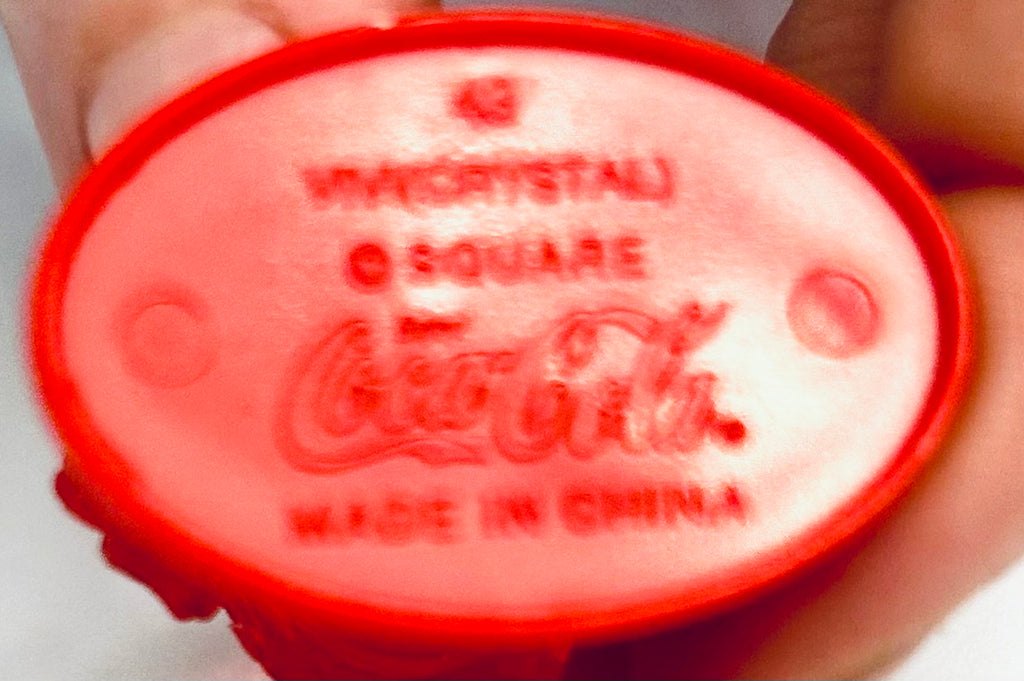 43
VIVI(CRYSTAL)
© SQUARE
Coca-Cola
MADE IN CHINA